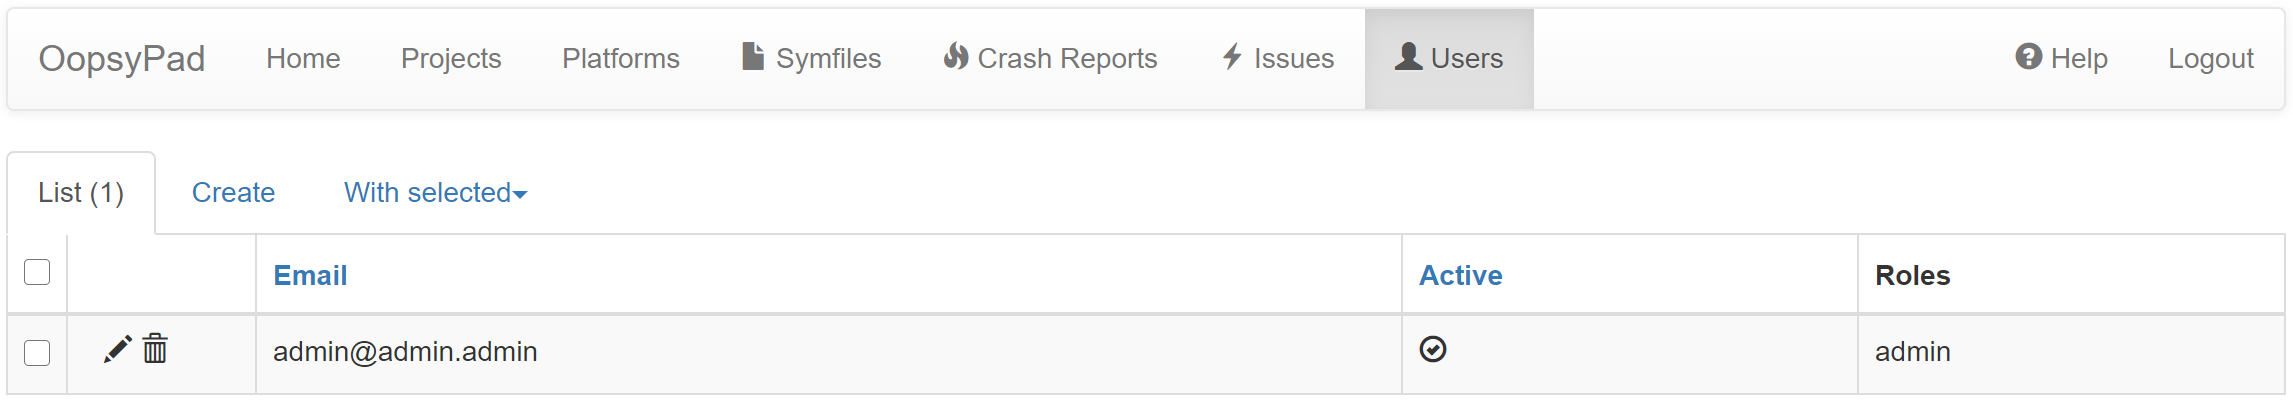 OopsyPad Home Projects Platforms Symfiles Crash Reports Issues Users Help Logout
List (1) Create With selected
Email Active Roles
admin@admin.admin admin